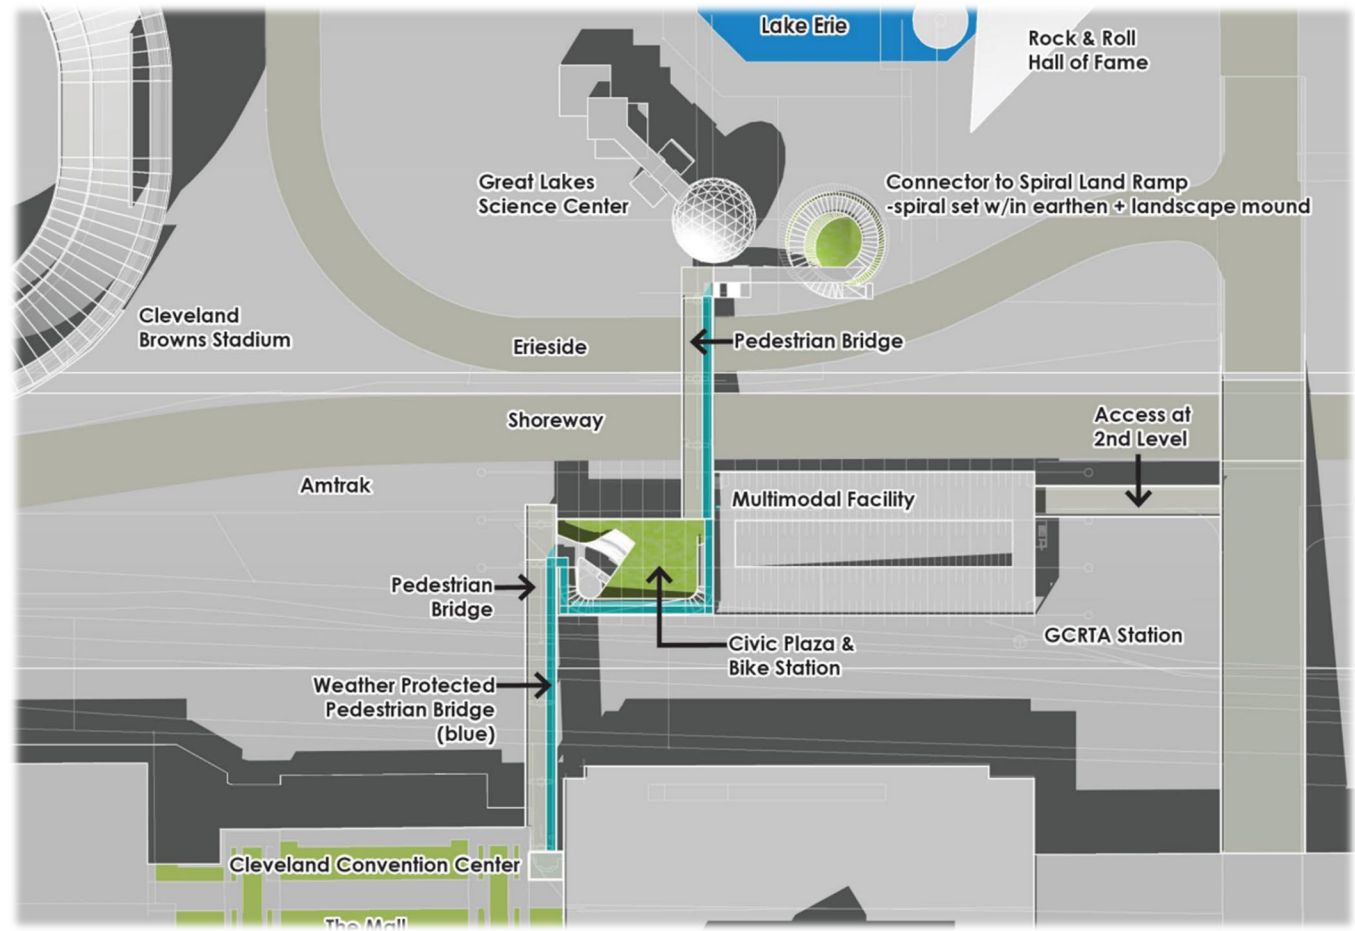 Lake Erie
Rock & Roll
Hall of Fame
Great Lakes
Science Center
Connector to Spiral Land Ramp
-spiral set w/in earthen + landscape mound
Cleveland
Browns Stadium
Erieside
Pedestrian Bridge
Shoreway
Access at
2nd Level
Amtrak
Multimodal Facility
Pedestrian
Bridge
Civic Plaza &
Bike Station
GCRTA Station
Weather Protected
Pedestrian Bridge
(blue)
Cleveland Convention Center
The Mall